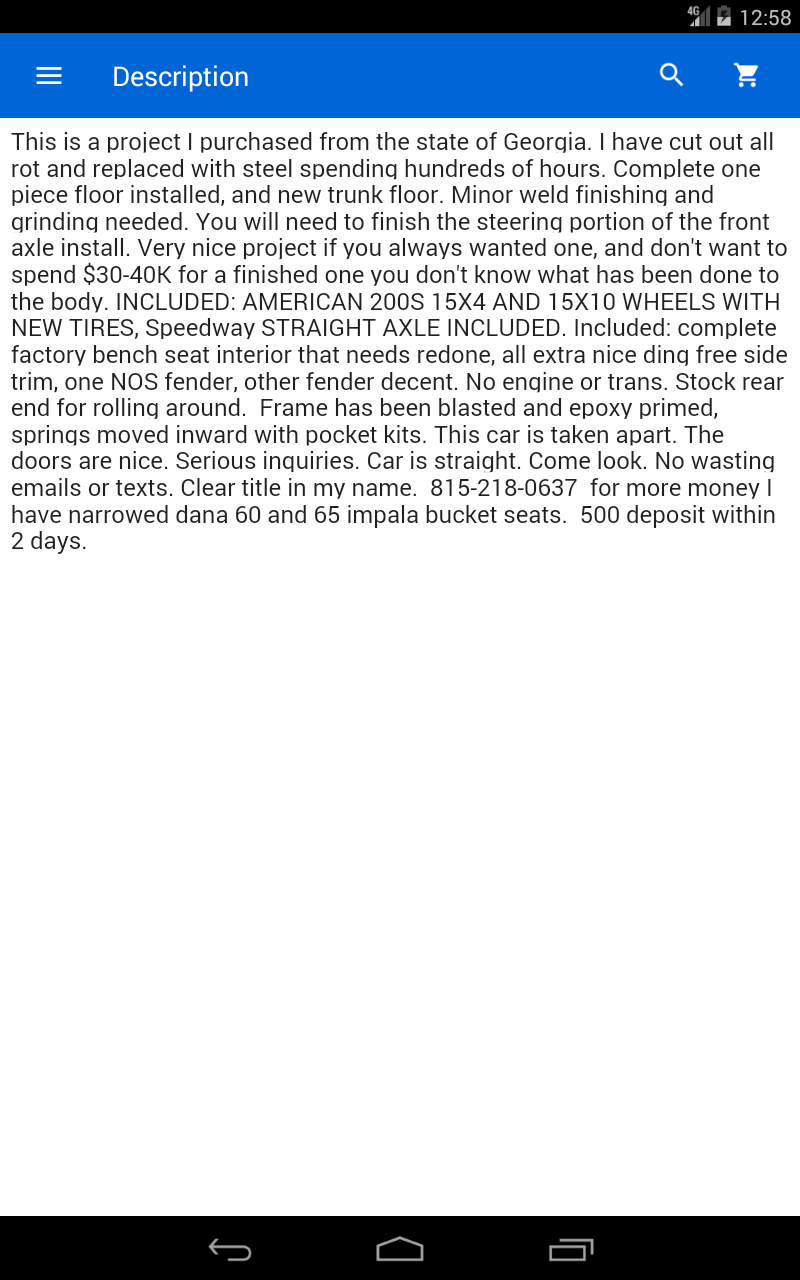 4G 12:58
Description
This is a project I purchased from the state of Georgia. I have cut out all
rot and replaced with steel spending hundreds of hours. Complete one
piece floor installed, and new trunk floor. Minor weld finishing and
grinding needed. You will need to finish the steering portion of the front
axle install. Very nice project if you always wanted one, and don't want to
spend $30-40K for a finished one you don't know what has been done to
the body. INCLUDED: AMERICAN 200S 15X4 AND 15X10 WHEELS WITH
NEW TIRES, Speedway STRAIGHT AXLE INCLUDED. Included: complete
factory bench seat interior that needs redone, all extra nice ding free side
trim, one NOS fender, other fender decent. No engine or trans. Stock rear
end for rolling around.  Frame has been blasted and epoxy primed,
springs moved inward with pocket kits. This car is taken apart. The
doors are nice. Serious inquiries. Car is straight. Come look. No wasting
emails or texts. Clear title in my name.  815-218-0637  for more money I
have narrowed dana 60 and 65 impala bucket seats.  500 deposit within
2 days.